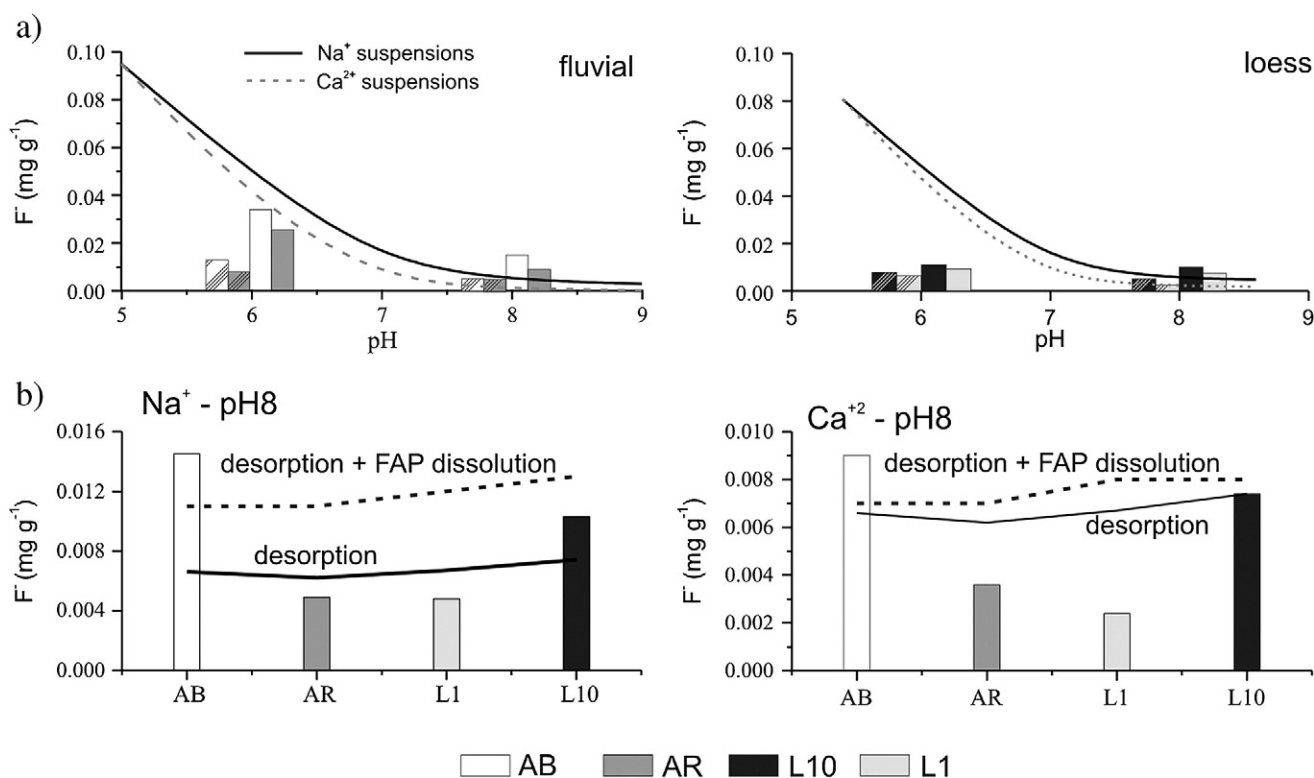 a)
Na⁺ suspensions
Ca²⁺ suspensions
fluvial
F⁻ (mg g⁻¹)
0.10
0.08
0.06
0.04
0.02
0.00
5 6 7 8 9
pH
loess
F⁻ (mg g⁻¹)
0.10
0.08
0.06
0.04
0.02
0.00
5 6 7 8 9
pH
b)
Na⁺ - pH8
F⁻ (mg g⁻¹)
0.016
0.012
0.008
0.004
0.000
desorption + FAP dissolution
desorption
AB AR L1 L10
Ca⁺² - pH8
F⁻ (mg g⁻¹)
0.010
0.008
0.006
0.004
0.002
0.000
desorption + FAP dissolution
desorption
AB AR L1 L10
AB AR L10 L1